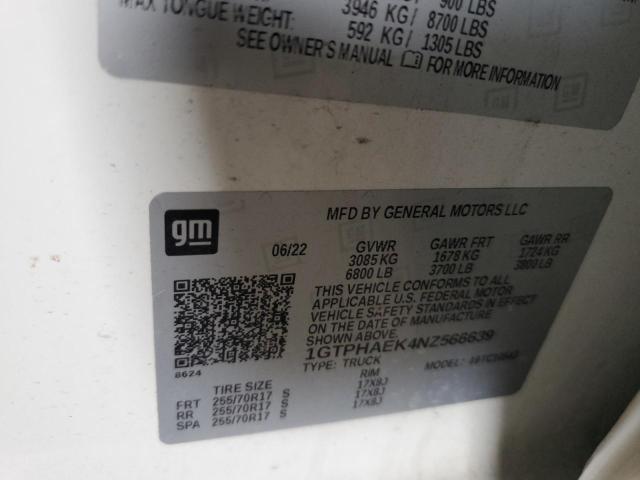 900 LBS
3946 KG / 8700 LBS
MAX TONGUE WEIGHT: 592 KG / 1305 LBS
SEE OWNER'S MANUAL FOR MORE INFORMATION
gm
MFD BY GENERAL MOTORS LLC
06/22 GVWR GAWR FRT GAWR RR
3085 KG 1678 KG 1724 KG
6800 LB 3700 LB 3800 LB
THIS VEHICLE CONFORMS TO ALL
APPLICABLE U.S. FEDERAL MOTOR
VEHICLE SAFETY STANDARDS IN EFFECT
ON THE DATE OF MANUFACTURE
SHOWN ABOVE.
1GTPHAEK4NZ566639
8624
TYPE: TRUCK
TIRE SIZE RIM
FRT 255/70R17 S 17X8J
RR 255/70R17 S 17X8J
SPA 255/70R17 S 17X8J